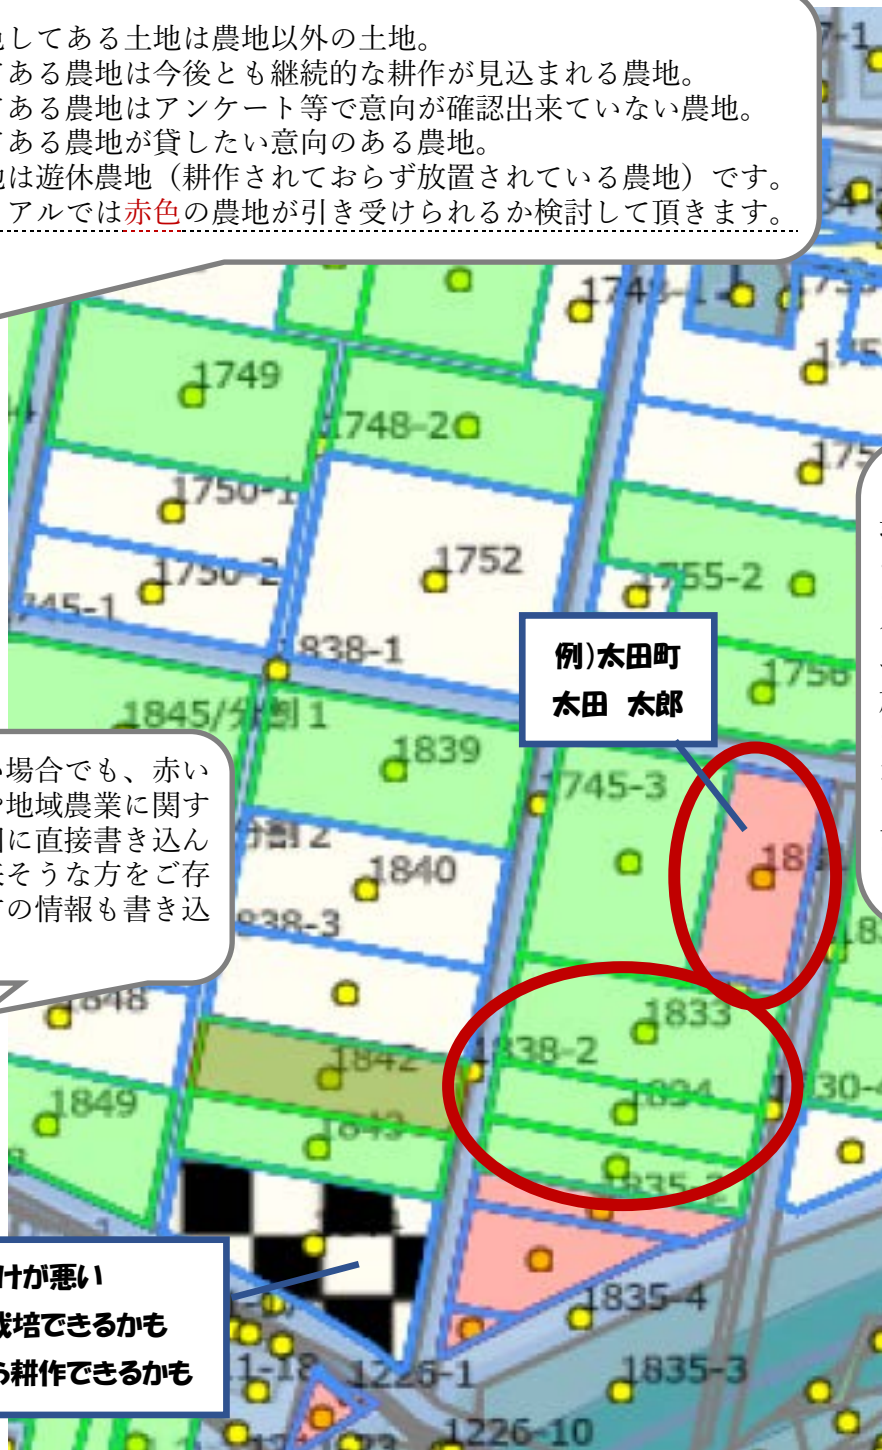 してある土地は農地以外の土地。
ある農地は今後とも継続的な耕作が見込まれる農地。
ある農地はアンケート等で意向が確認出来ていない農地。
ある農地が貸したい意向のある農地。
は遊休農地（耕作されておらず放置されている農地）です。
アルでは赤色の農地が引き受けられるか検討して頂きます。
1749
1748-2
1750-1
1752
1750-2
1755-2
745-1
838-1
1756
例)太田町
太田 太郎
1845/分割1
1839
745-3
場合でも、赤い
地域農業に関す
に直接書き込ん
そうな方をご存
の情報も書き込
1840
838-3
1848
1833
1842
838-2
1834
1849
1843
1835-2
けが悪い
栽培できるかも
耕作できるかも
1835-4
1226-1
1835-3
1226-10